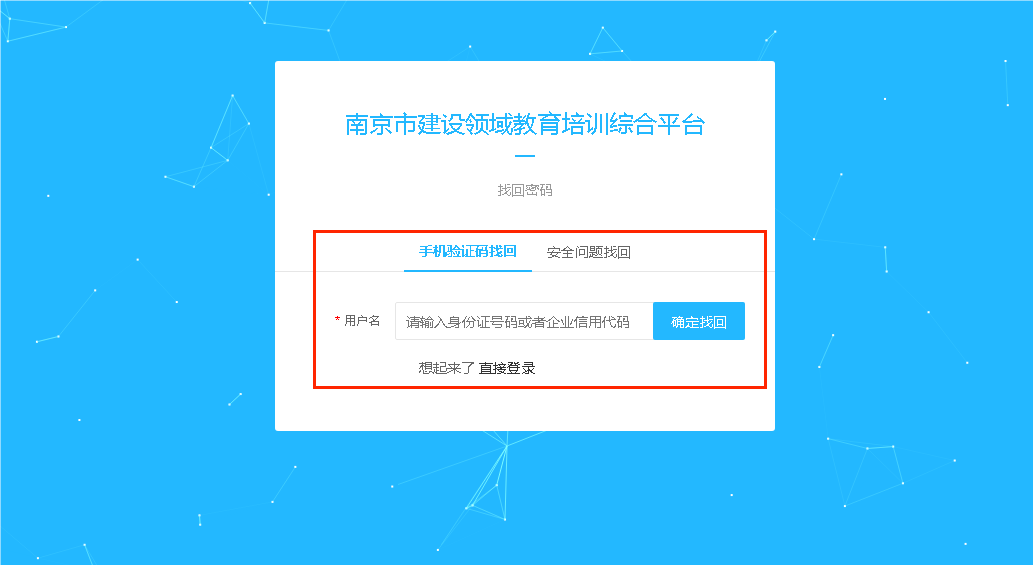 南京市建设领域教育培训综合平台
找回密码
手机验证码找回 安全问题找回
* 用户名 请输入身份证号码或者企业信用代码 确定找回
想起来了 直接登录